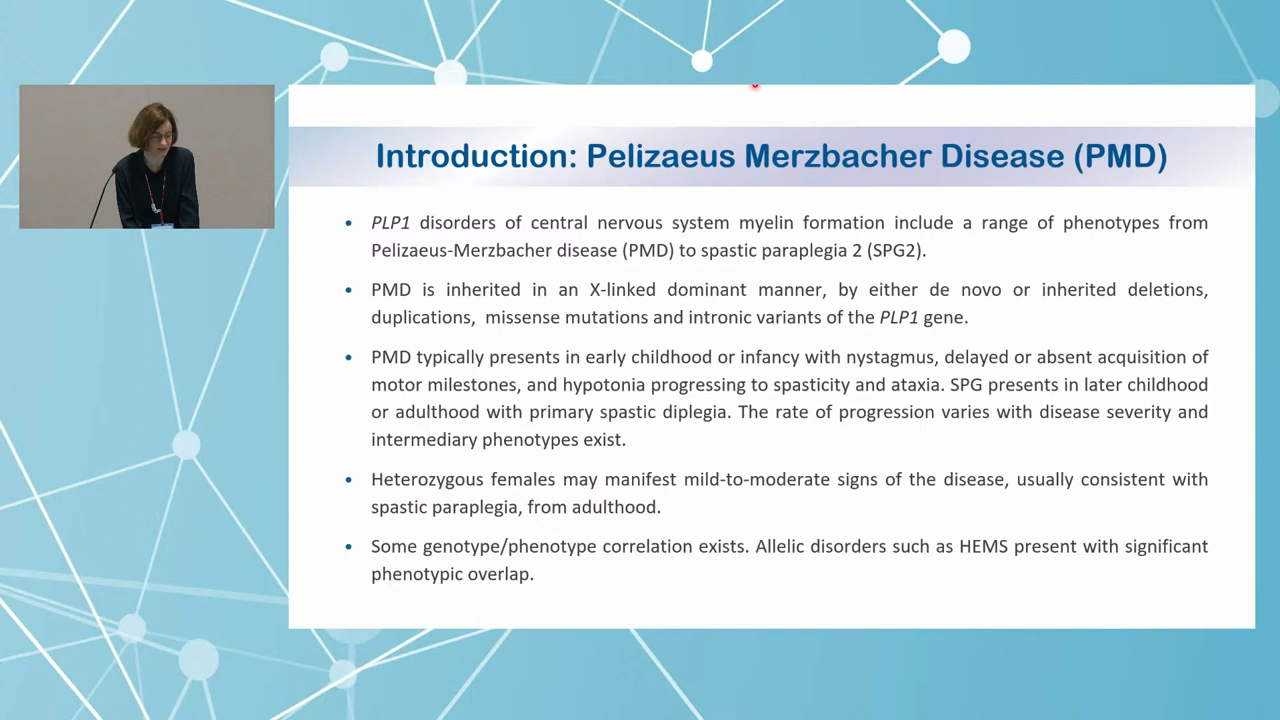 Introduction: Pelizaeus Merzbacher Disease (PMD)
• PLP1 disorders of central nervous system myelin formation include a range of phenotypes from
Pelizaeus-Merzbacher disease (PMD) to spastic paraplegia 2 (SPG2).
• PMD is inherited in an X-linked dominant manner, by either de novo or inherited deletions,
duplications, missense mutations and intronic variants of the PLP1 gene.
• PMD typically presents in early childhood or infancy with nystagmus, delayed or absent acquisition of
motor milestones, and hypotonia progressing to spasticity and ataxia. SPG presents in later childhood
or adulthood with primary spastic diplegia. The rate of progression varies with disease severity and
intermediary phenotypes exist.
• Heterozygous females may manifest mild-to-moderate signs of the disease, usually consistent with
spastic paraplegia, from adulthood.
• Some genotype/phenotype correlation exists. Allelic disorders such as HEMS present with significant
phenotypic overlap.